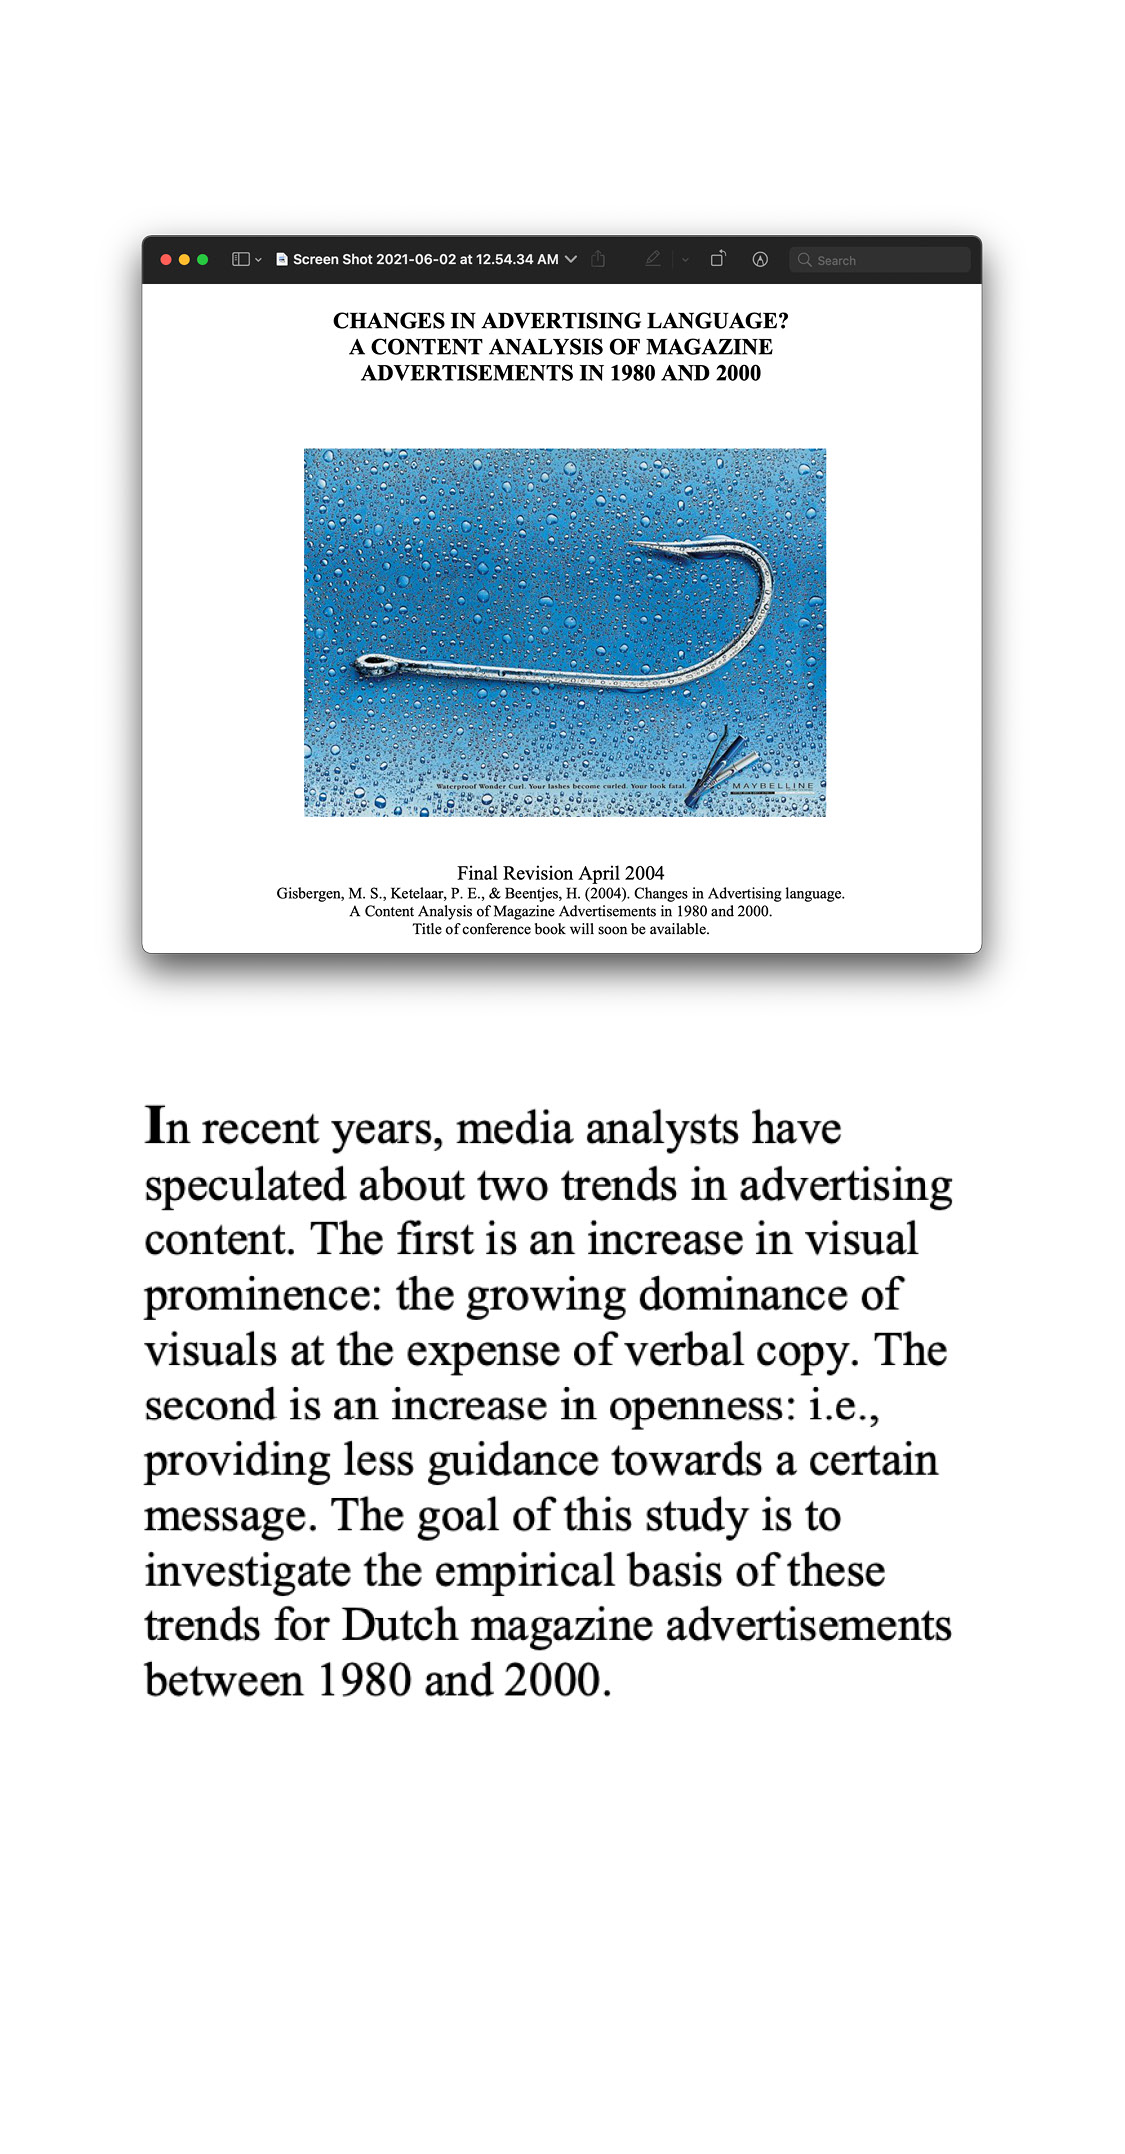 Screen Shot 2021-06-02 at 12.54.34 AM
Search
CHANGES IN ADVERTISING LANGUAGE?
A CONTENT ANALYSIS OF MAGAZINE
ADVERTISEMENTS IN 1980 AND 2000
Waterproof Wonder Curl. Your lashes become curled. Your look fatal.
MAYBELLINE
Final Revision April 2004
Gisbergen, M. S., Ketelaar, P. E., & Beentjes, H. (2004). Changes in Advertising language.
A Content Analysis of Magazine Advertisements in 1980 and 2000.
Title of conference book will soon be available.
In recent years, media analysts have
speculated about two trends in advertising
content. The first is an increase in visual
prominence: the growing dominance of
visuals at the expense of verbal copy. The
second is an increase in openness: i.e.,
providing less guidance towards a certain
message. The goal of this study is to
investigate the empirical basis of these
trends for Dutch magazine advertisements
between 1980 and 2000.